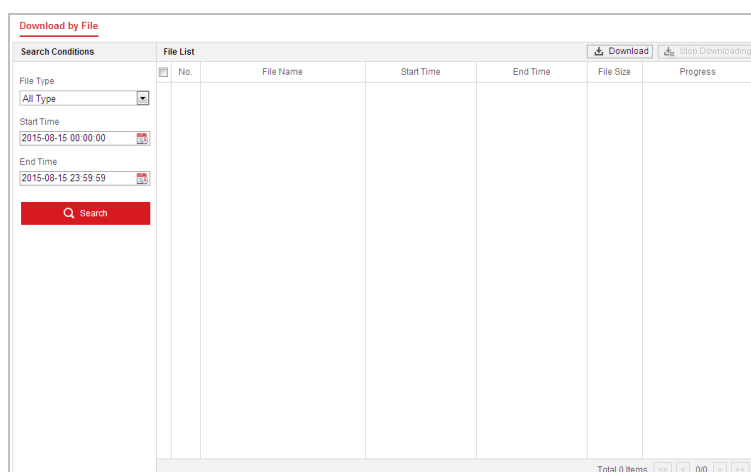 Download by File
Search Conditions
File List
Download
Stop Downloading
No.
File Name
Start Time
End Time
File Size
Progress
File Type
All Type
Start Time
2015-08-15 00:00:00
End Time
2015-08-15 23:59:59
Search
Total 0 Items << < 0/0 > >>